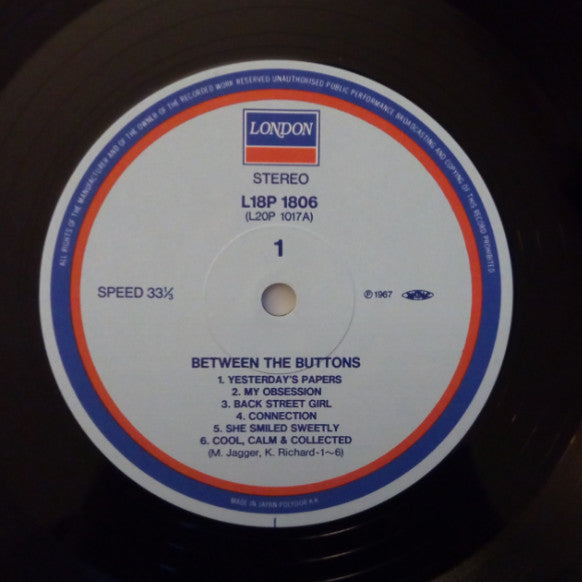 ALL RIGHTS OF THE MANUFACTURER AND OF THE OWNER OF THE RECORDED WORK RESERVED UNAUTHORISED PUBLIC PERFORMANCE BROADCASTING AND COPYING OF THIS RECORD PROHIBITED
LONDON
STEREO
L18P 1806
(L20P 1017A)
1
SPEED 33⅓
℗ 1967
BETWEEN THE BUTTONS
1. YESTERDAY'S PAPERS
2. MY OBSESSION
3. BACK STREET GIRL
4. CONNECTION
5. SHE SMILED SWEETLY
6. COOL, CALM & COLLECTED
(M. Jagger, K. Richard-1~6)
MADE IN JAPAN-POLYDOR K.K.